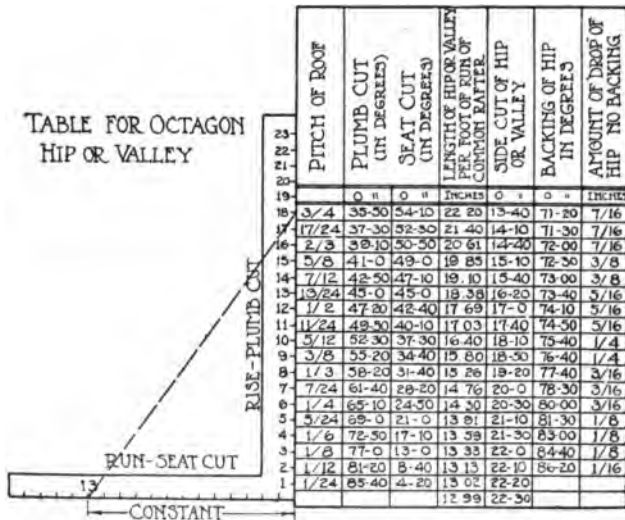 TABLE FOR OCTAGON
HIP OR VALLEY
PITCH OF ROOF
PLUMB CUT
(IN DEGREES)
SEAT CUT
(IN DEGREES)
LENGTH OF HIP OR VALLEY
PER FOOT OF RUN OF
COMMON RAFTER
SIDE CUT OF HIP
OR VALLEY
BACKING OF HIP
IN DEGREES
AMOUNT OF DROP OF
HIP NO BACKING
23
22
21
20
19 O " O " INCHES O " O " INCHES
18 3/4 35-50 54-10 22 20 13-40 71-20 7/16
17 17/24 37-30 52-30 21 40 14-10 71-30 7/16
16 2/3 39-10 50-50 20 61 14-40 72-00 7/16
15 5/8 41-0 49-0 19 85 15-10 72-30 3/8
14 7/12 42-50 47-10 19.10 15-40 73-00 3/8
13 13/24 45-0 45-0 18.38 16-20 73-40 5/16
12 1/2 47-20 42-40 17 69 17-0 74-10 5/16
11 11/24 49-50 40-10 17 03 17-40 74-50 5/16
10 5/12 52-30 37-30 16-40 18-10 75-40 1/4
9 3/8 55-20 34-40 15 80 18-50 76-40 1/4
8 1/3 58-20 31-40 15 26 19-20 77-40 3/16
7 7/24 61-40 28-20 14 76 20-0 78-30 3/16
6 1/4 65-10 24-50 14 30 20-30 80-00 3/16
5 5/24 69-0 21-0 13 91 21-10 81-30 1/8
4 1/6 72-50 17-10 13 59 21-30 83-00 1/8
3 1/8 77-0 13-0 13 33 22-0 84-40 1/8
2 1/12 81-20 8-40 13 13 22-10 86-20 1/16
1 1/24 85-40 4-20 13 02 22-20
12 99 22-30
RISE-PLUMB CUT
RUN-SEAT CUT
13
CONSTANT